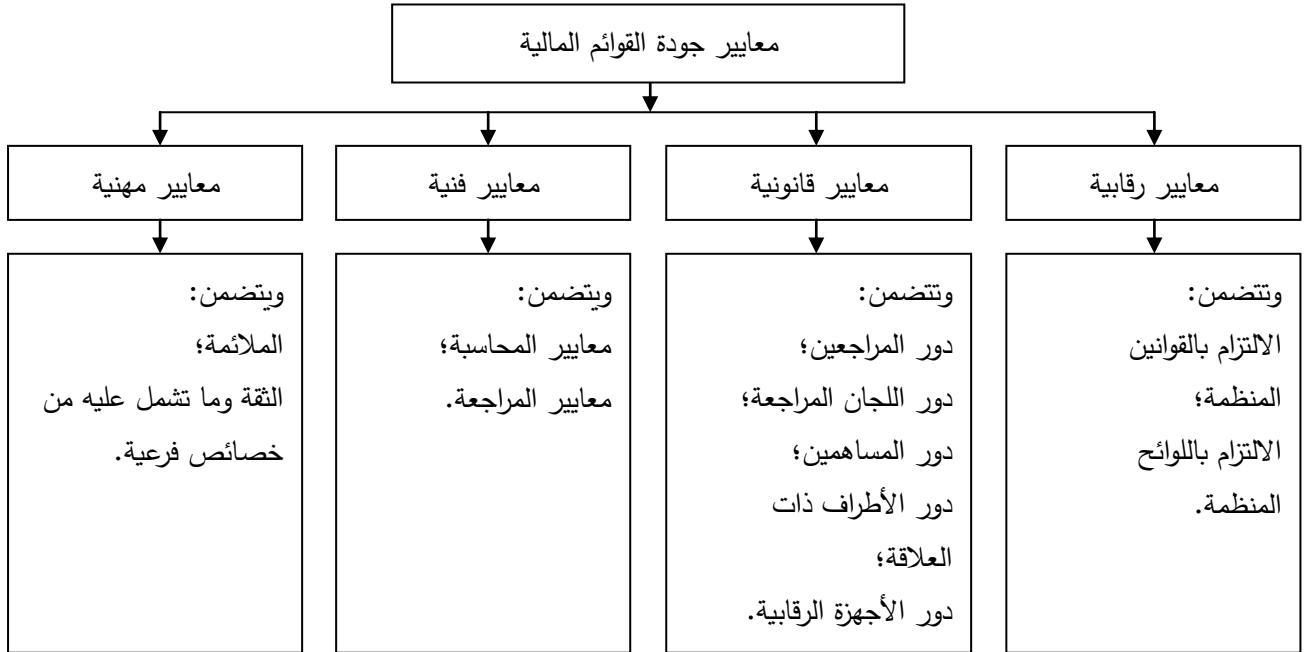 معايير جودة القوائم المالية
معايير رقابية
معايير قانونية
معايير فنية
معايير مهنية
وتتضمن:
الالتزام بالقوانين
المنظمة؛
الالتزام باللوائح
المنظمة.
وتتضمن:
دور المراجعين؛
دور اللجان المراجعة؛
دور المساهمين؛
دور الأطراف ذات
العلاقة؛
دور الأجهزة الرقابية.
ويتضمن:
معايير المحاسبة؛
معايير المراجعة.
ويتضمن:
الملائمة؛
الثقة وما تشمل عليه من
خصائص فرعية.